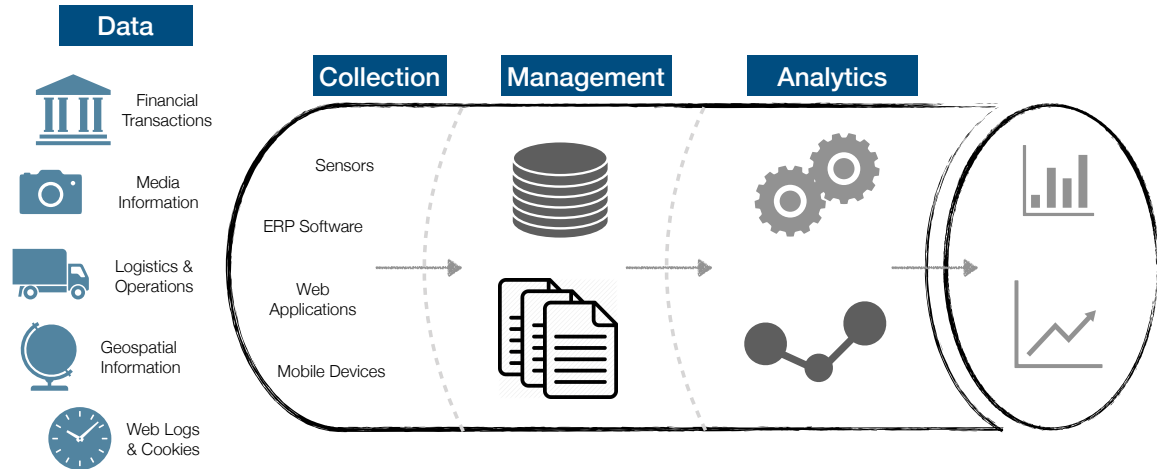 Data
Financial
Transactions
Media
Information
Logistics &
Operations
Geospatial
Information
Web Logs
& Cookies
Collection
Sensors
ERP Software
Web
Applications
Mobile Devices
Management
Analytics